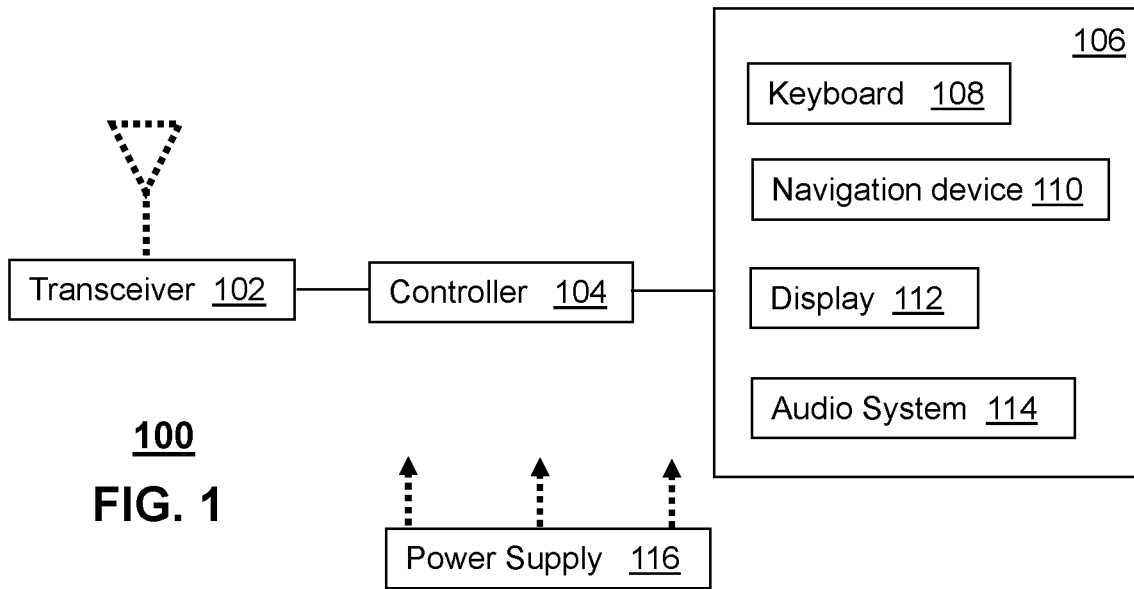 106
Keyboard 108
Navigation device 110
Transceiver 102
Controller 104
Display 112
Audio System 114
100
FIG. 1
Power Supply 116